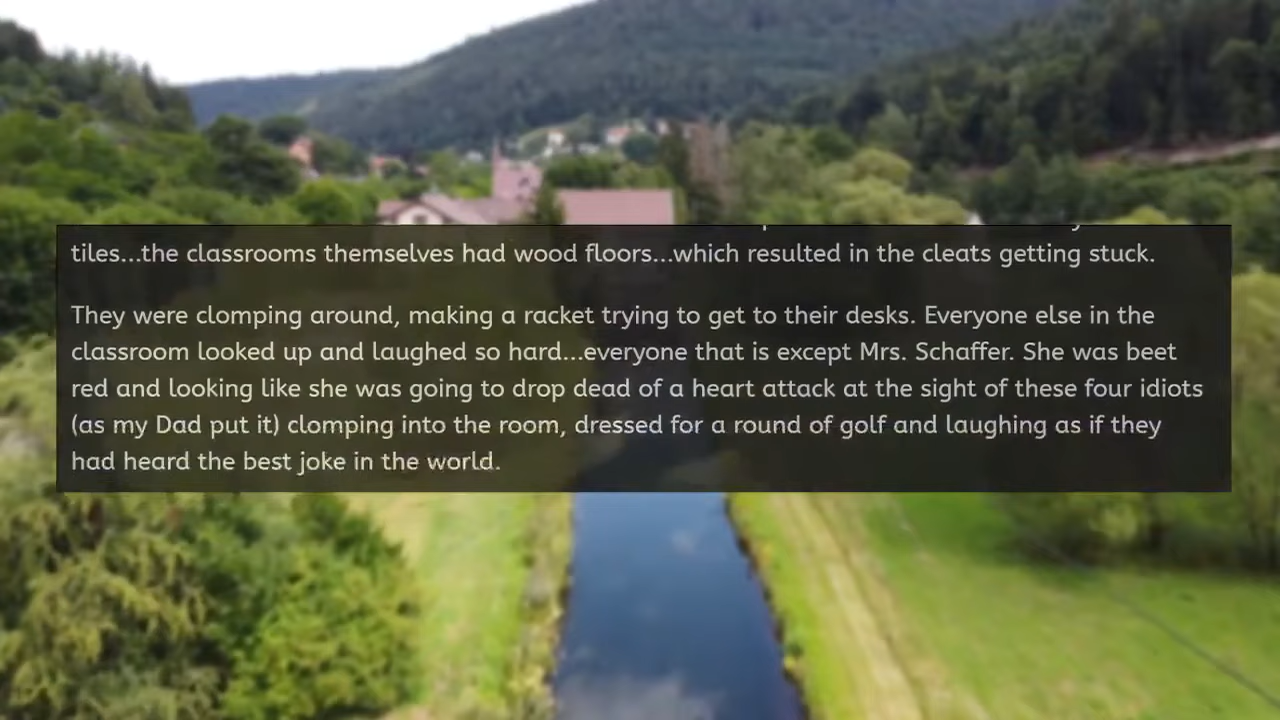 tiles...the classrooms themselves had wood floors...which resulted in the cleats getting stuck.
They were clomping around, making a racket trying to get to their desks. Everyone else in the
classroom looked up and laughed so hard...everyone that is except Mrs. Schaffer. She was beet
red and looking like she was going to drop dead of a heart attack at the sight of these four idiots
(as my Dad put it) clomping into the room, dressed for a round of golf and laughing as if they
had heard the best joke in the world.